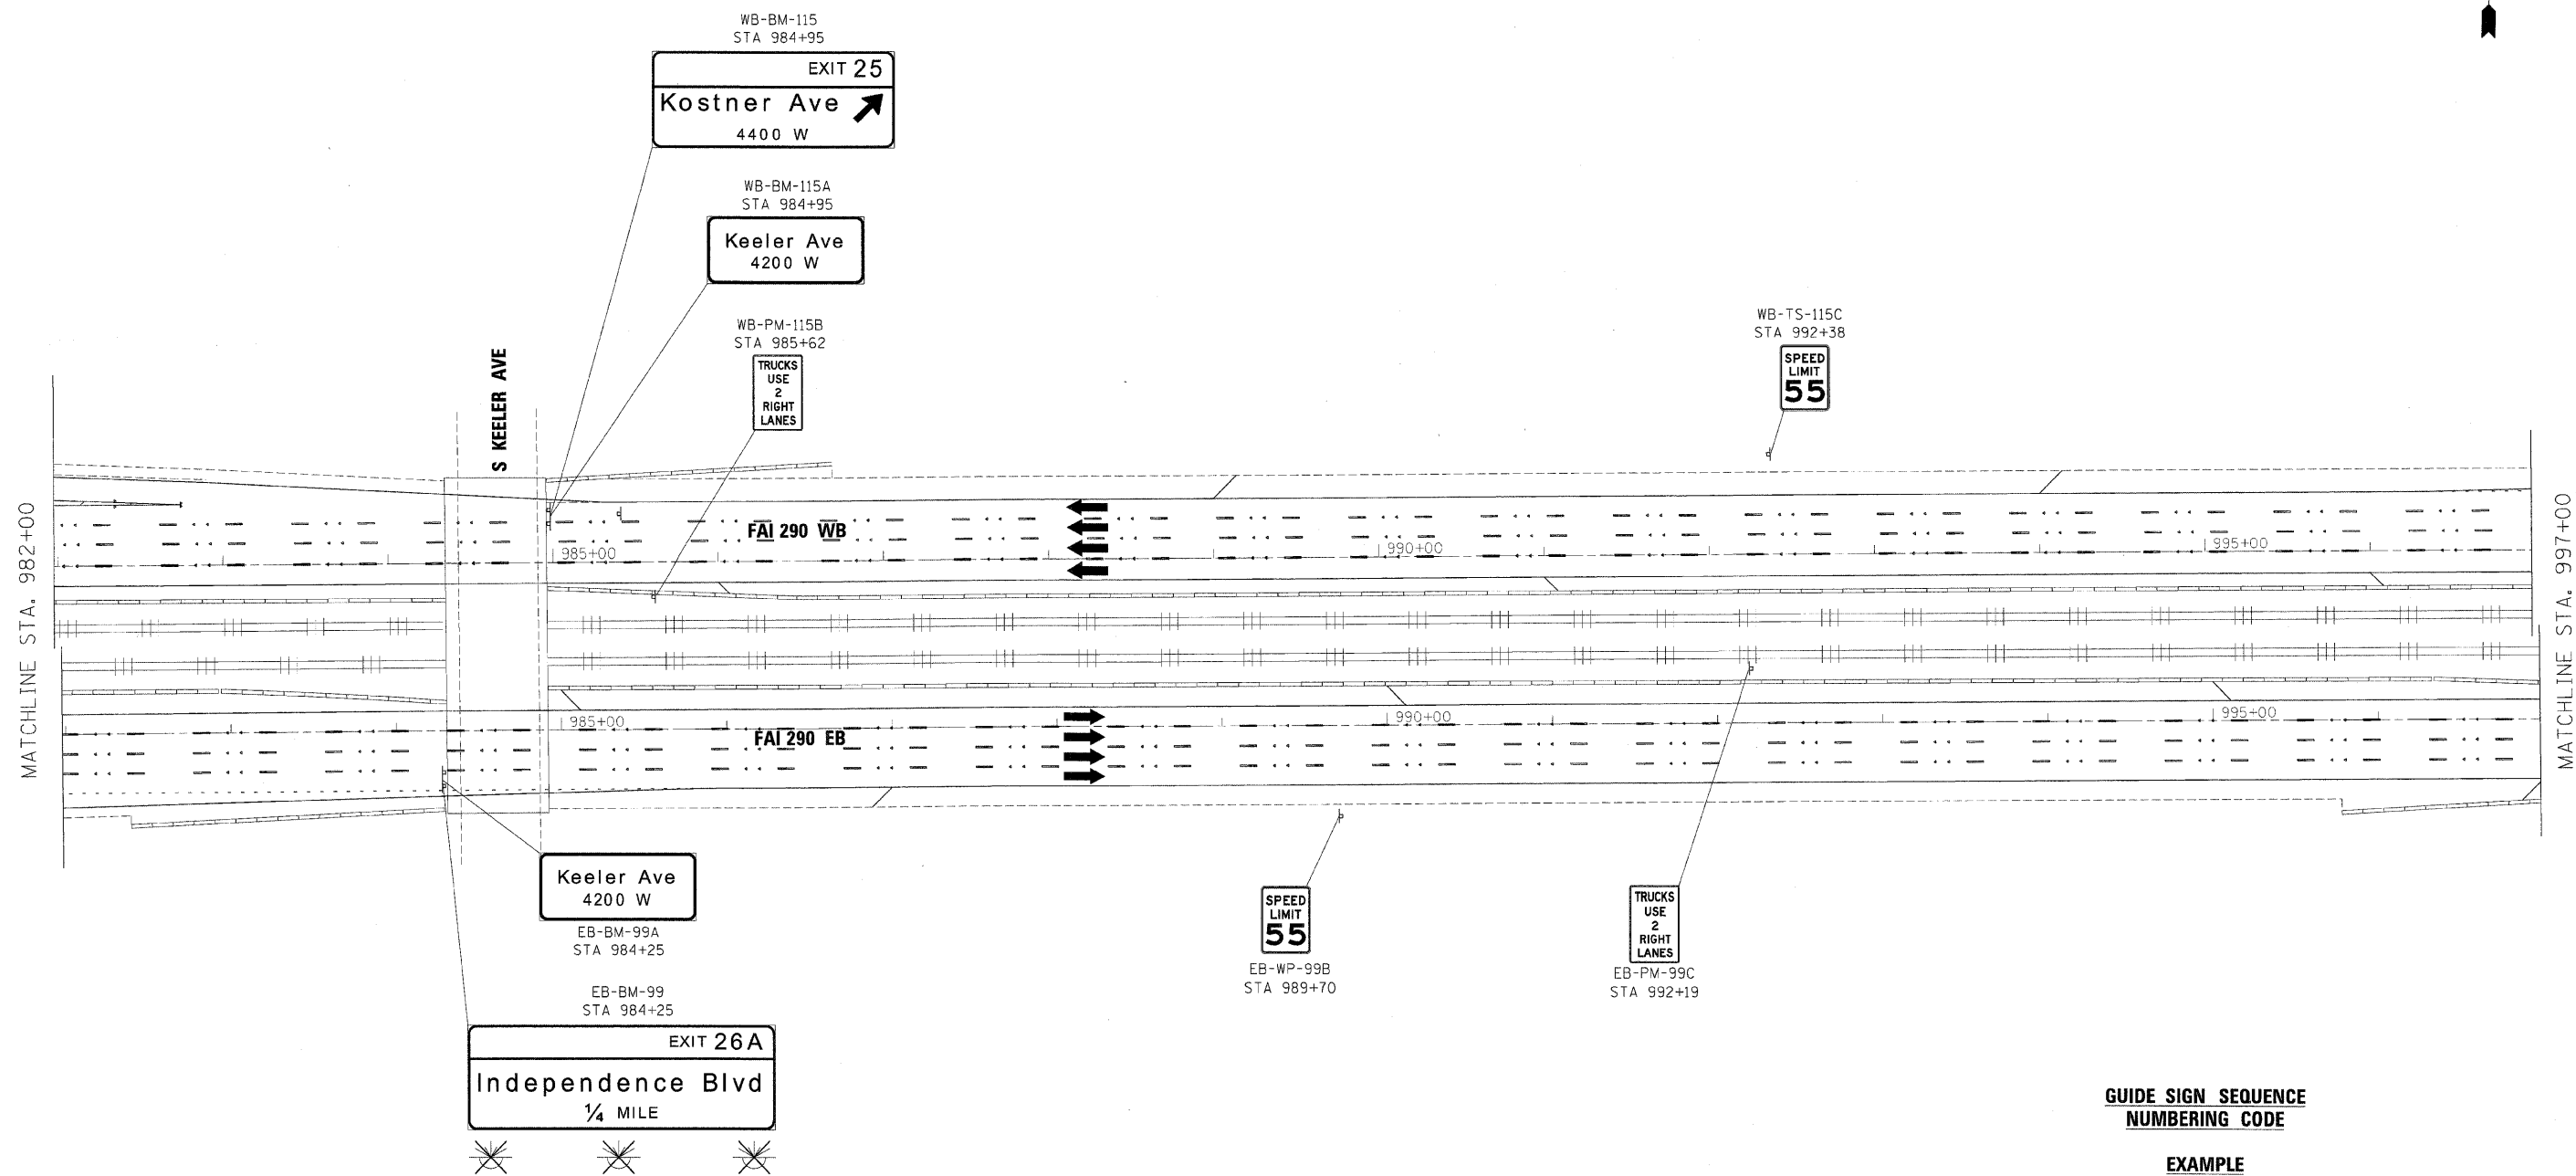 WB-BM-115
STA 984+95
EXIT 25
Kostner Ave
4400 W
WB-BM-115A
STA 984+95
Keeler Ave
4200 W
WB-PM-115B
STA 985+62
TRUCKS
USE
2
RIGHT
LANES
WB-TS-115C
STA 992+38
SPEED
LIMIT
55
S KEELER AVE
MATCHLINE STA. 982+00
MATCHLINE STA. 997+00
FAI 290 WB
985+00
990+00
995+00
985+00
990+00
995+00
FAI 290 EB
Keeler Ave
4200 W
EB-BM-99A
STA 984+25
SPEED
LIMIT
55
EB-WP-99B
STA 989+70
TRUCKS
USE
2
RIGHT
LANES
EB-PM-99C
STA 992+19
EB-BM-99
STA 984+25
EXIT 26A
Independence Blvd
1/4 MILE
GUIDE SIGN SEQUENCE
NUMBERING CODE
EXAMPLE